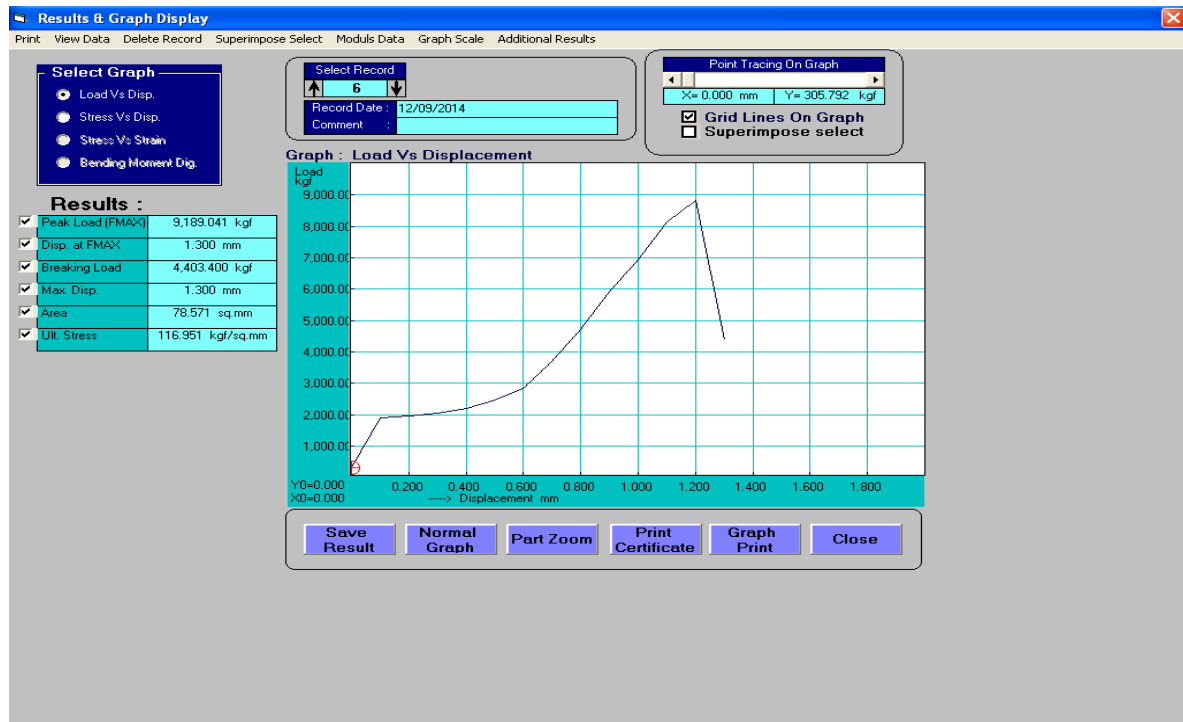 Results & Graph Display
Print View Data Delete Record Superimpose Select Moduls Data Graph Scale Additional Results
Select Graph
Load Vs Disp.
Stress Vs Disp.
Stress Vs Strain
Bending Moment Dig.
Select Record
6
Record Date : 12/09/2014
Comment :
Point Tracing On Graph
X= 0.000 mm Y= 305.792 kgf
Grid Lines On Graph
Superimpose select
Results :
Peak Load (FMAX) 9,189.041 kgf
Disp. at FMAX 1.300 mm
Breaking Load 4,403.400 kgf
Max. Disp. 1.300 mm
Area 78.571 sq.mm
Ult. Stress 116.951 kgf/sq.mm
Graph : Load Vs Displacement
Load
kgf
9,000.00
8,000.00
7,000.00
6,000.00
5,000.00
4,000.00
3,000.00
2,000.00
1,000.00
Y0=0.000 0.200 0.400 0.600 0.800 1.000 1.200 1.400 1.600 1.800
X0=0.000 ----> Displacement mm
Save Result
Normal Graph
Part Zoom
Print Certificate
Graph Print
Close